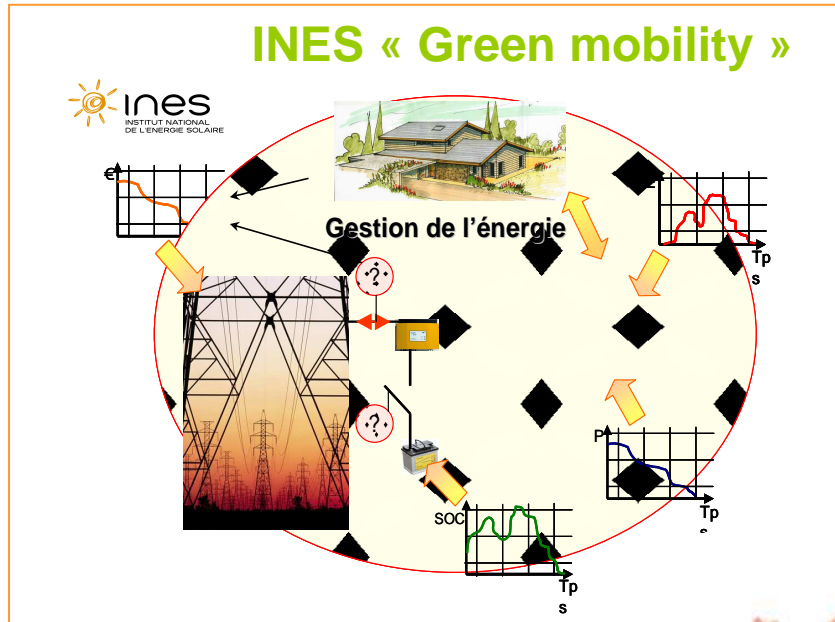 INES « Green mobility »
ines
INSTITUT NATIONAL
DE L'ENERGIE SOLAIRE
€
Gestion de l'énergie
Tp
s
?
?
P
Tp
SOC
Tp
s